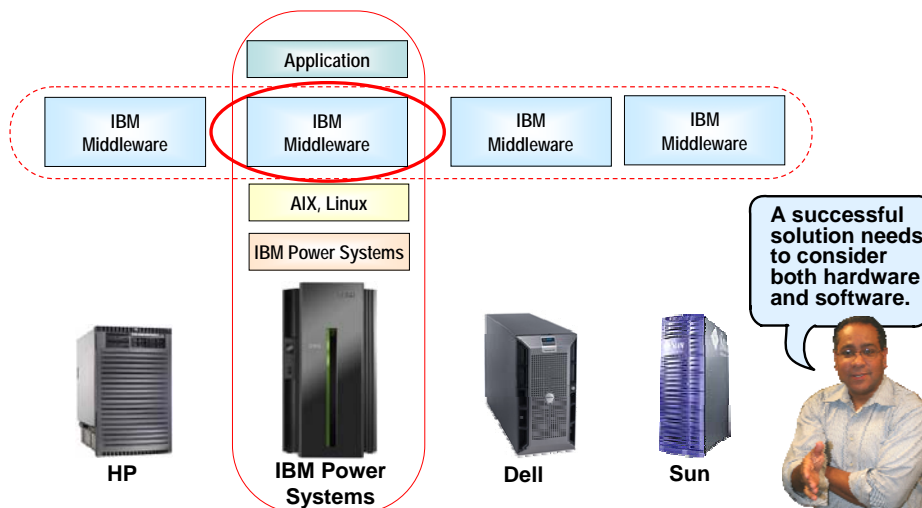 Application
IBM
Middleware
IBM
Middleware
IBM
Middleware
IBM
Middleware
AIX, Linux
IBM Power Systems
A successful
solution needs
to consider
both hardware
and software.
HP
IBM Power
Systems
Dell
Sun